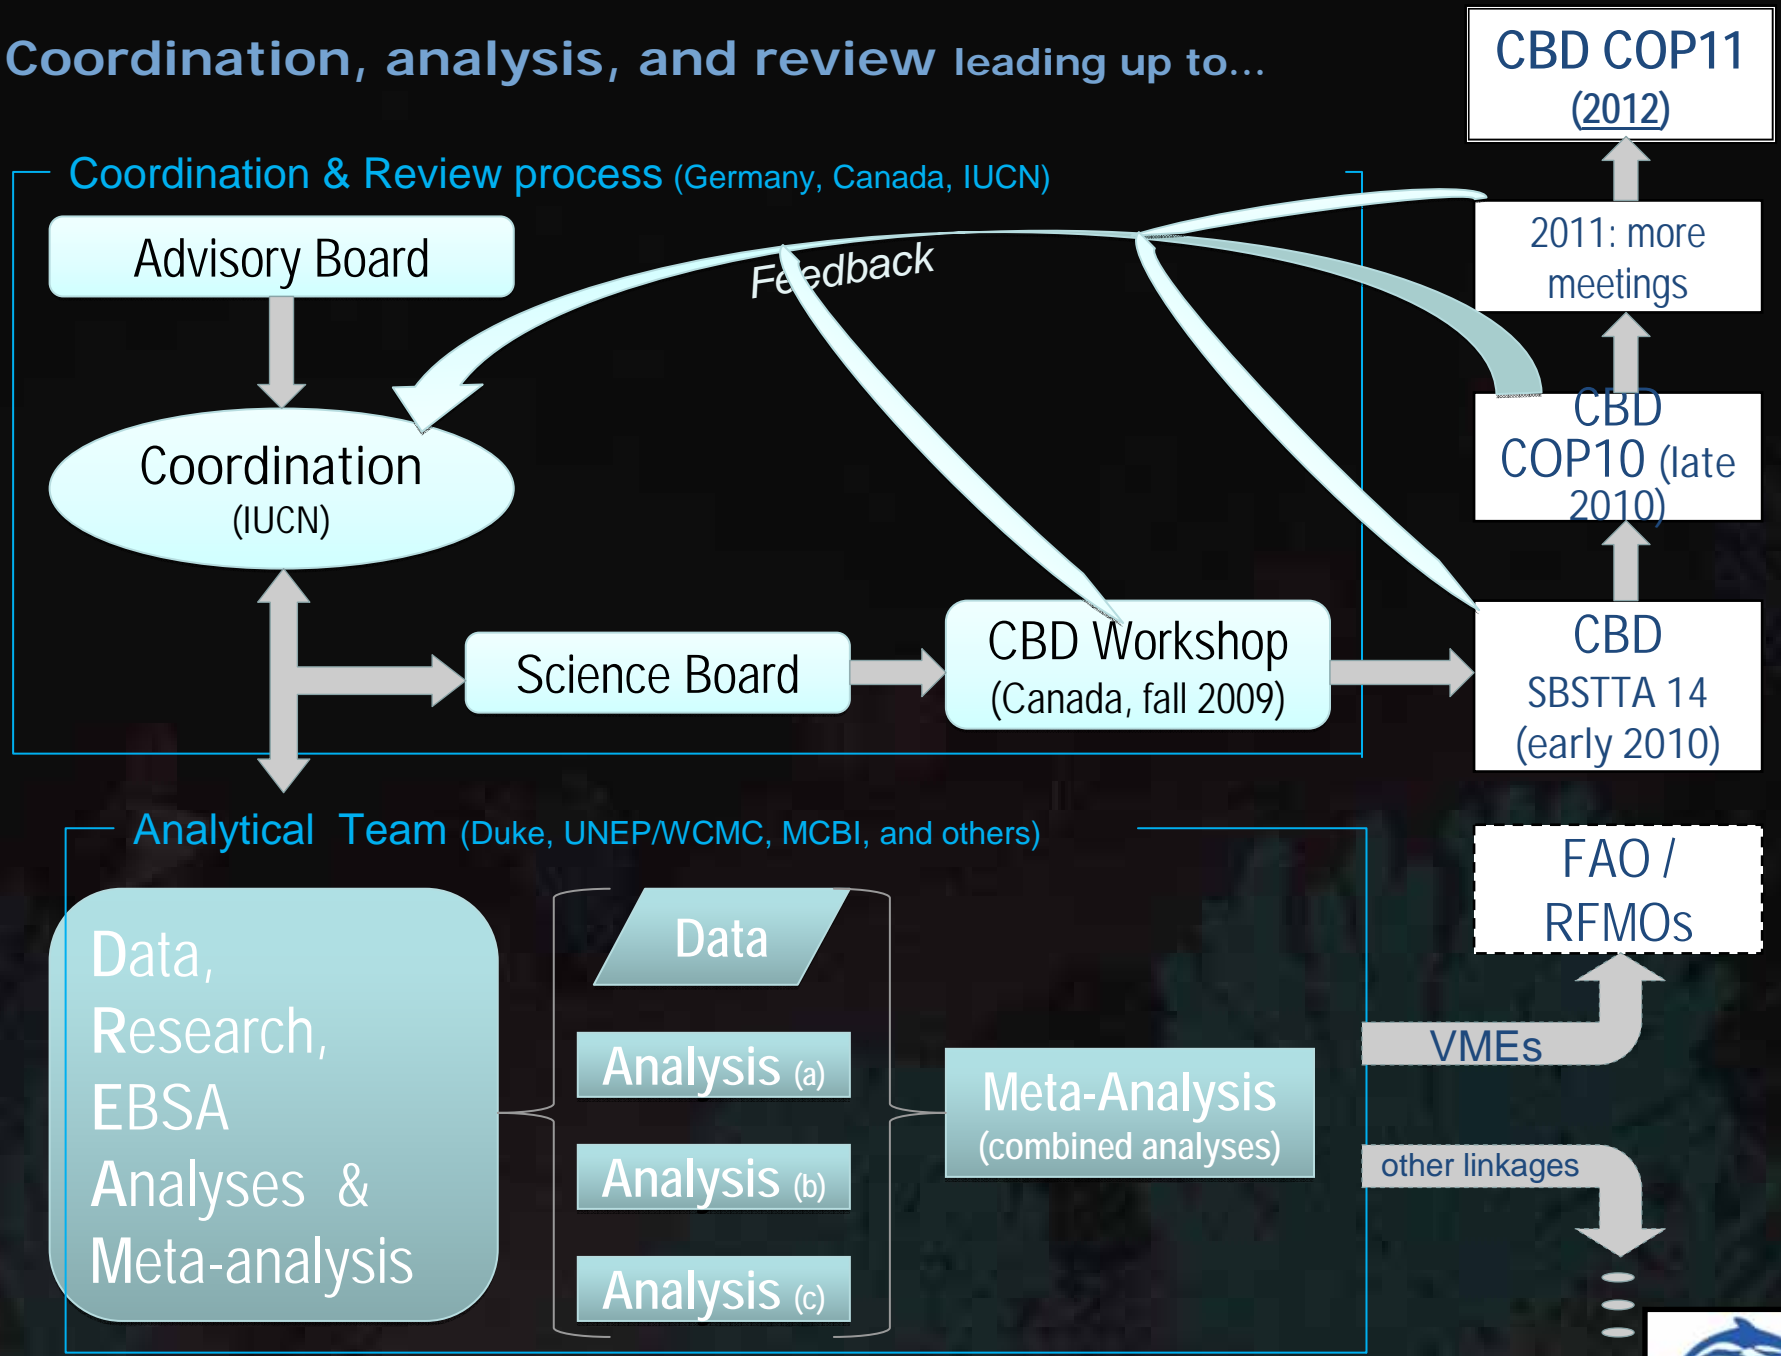 Coordination, analysis, and review leading up to...
CBD COP11
(2012)
Coordination & Review process (Germany, Canada, IUCN)
Advisory Board
Feedback
2011: more
meetings
Coordination
(IUCN)
CBD
COP10 (late
2010)
Science Board
CBD Workshop
(Canada, fall 2009)
CBD
SBSTTA 14
(early 2010)
Analytical Team (Duke, UNEP/WCMC, MCBI, and others)
FAO /
RFMOs
Data,
Research,
EBSA
Analyses &
Meta-analysis
Data
Analysis (a)
Analysis (b)
Analysis (c)
Meta-Analysis
(combined analyses)
VMEs
other linkages